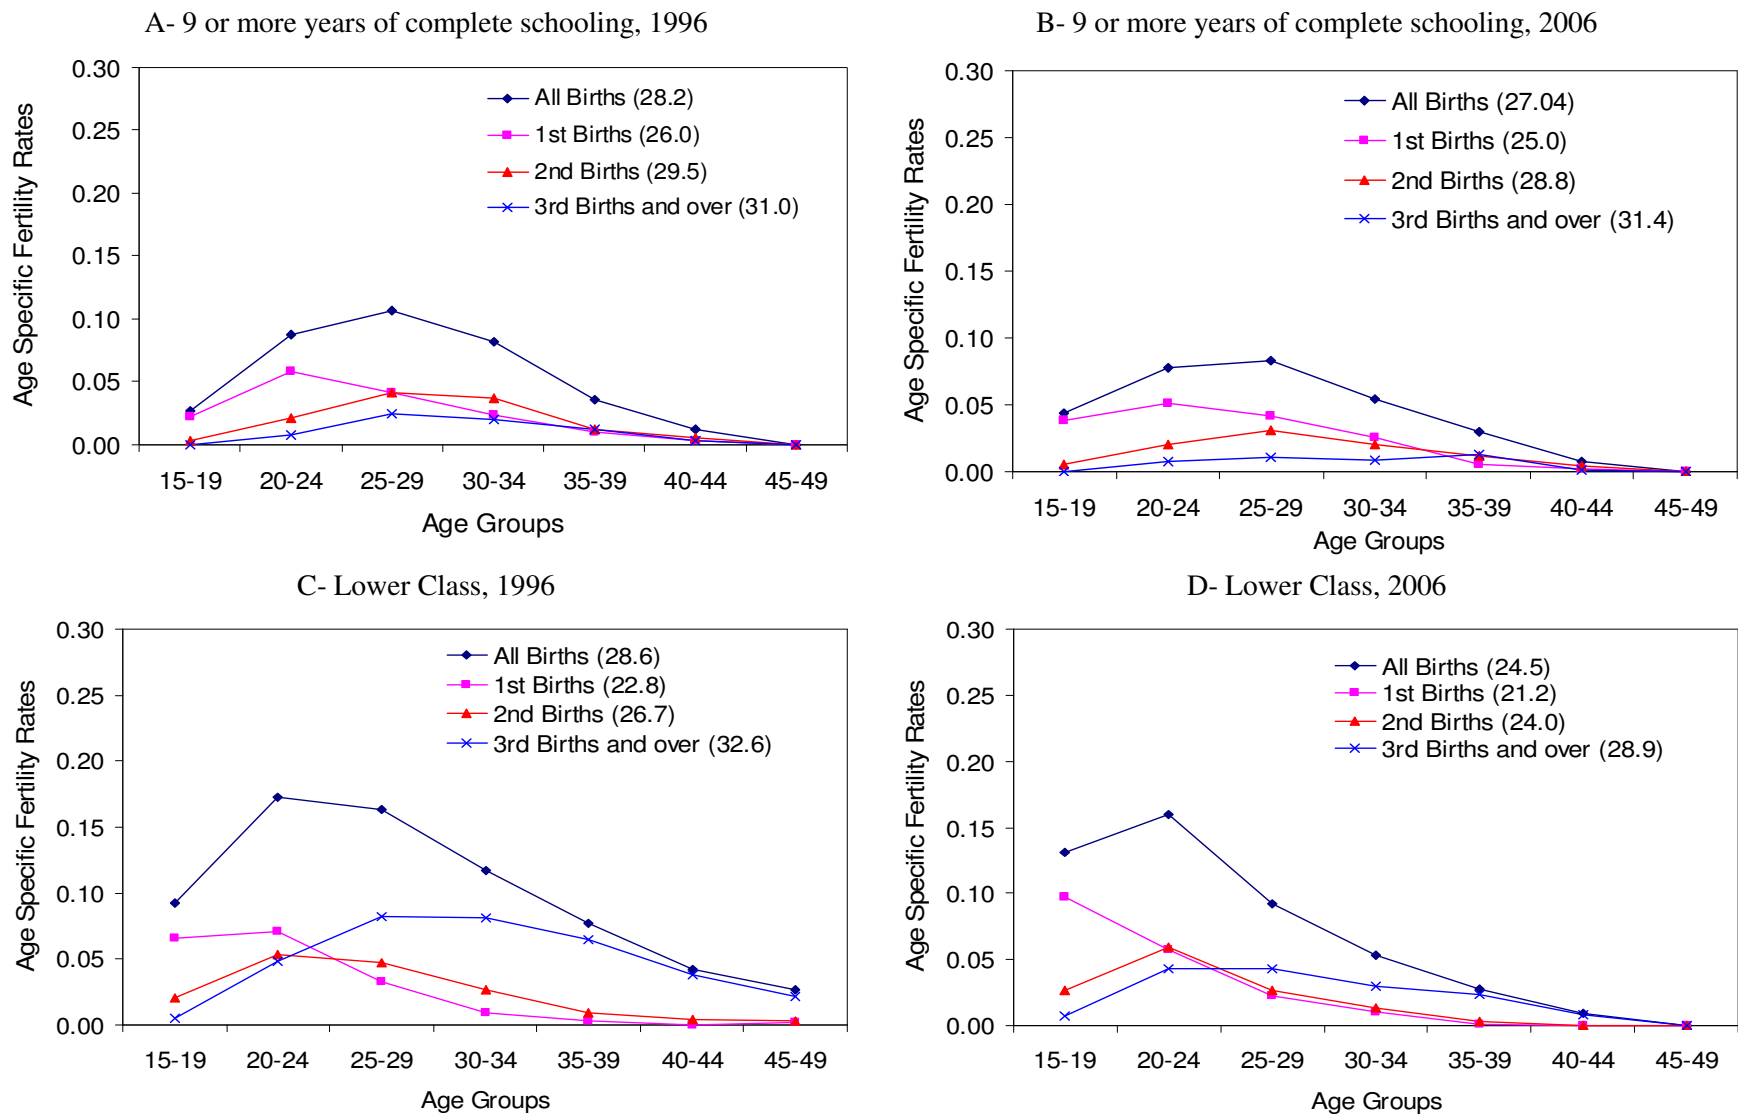 A- 9 or more years of complete schooling, 1996
0.30
0.25
0.20
0.15
0.10
0.05
0.00
Age Specific Fertility Rates
All Births (28.2)
1st Births (26.0)
2nd Births (29.5)
3rd Births and over (31.0)
15-19 20-24 25-29 30-34 35-39 40-44 45-49
Age Groups
B- 9 or more years of complete schooling, 2006
0.30
0.25
0.20
0.15
0.10
0.05
0.00
Age Specific Fertility Rates
All Births (27.04)
1st Births (25.0)
2nd Births (28.8)
3rd Births and over (31.4)
15-19 20-24 25-29 30-34 35-39 40-44 45-49
Age Groups
C- Lower Class, 1996
0.30
0.25
0.20
0.15
0.10
0.05
0.00
Age Specific Fertility Rates
All Births (28.6)
1st Births (22.8)
2nd Births (26.7)
3rd Births and over (32.6)
15-19 20-24 25-29 30-34 35-39 40-44 45-49
Age Groups
D- Lower Class, 2006
0.30
0.25
0.20
0.15
0.10
0.05
0.00
Age Specific Fertility Rates
All Births (24.5)
1st Births (21.2)
2nd Births (24.0)
3rd Births and over (28.9)
15-19 20-24 25-29 30-34 35-39 40-44 45-49
Age Groups